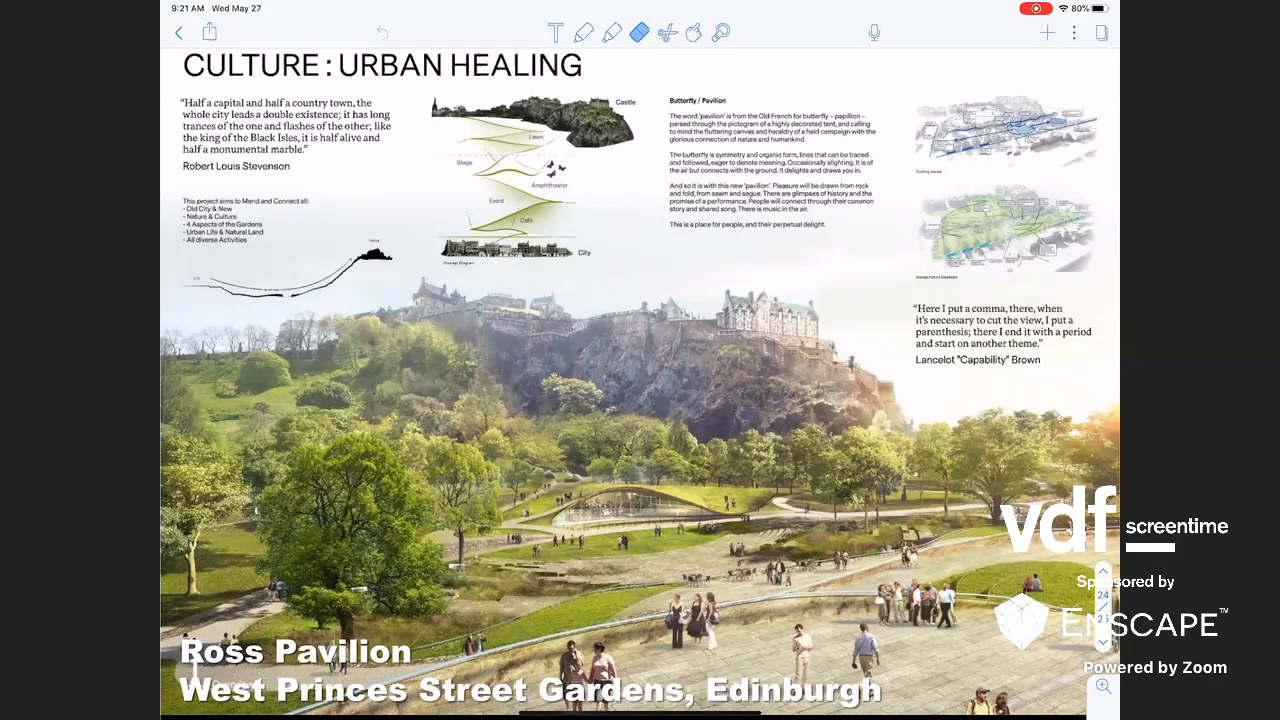 9:21 AM Wed May 27
80%
CULTURE : URBAN HEALING
“Half a capital and half a country town, the
whole city leads a double existence; it has long
trances of the one and flashes of the other; like
the king of the Black Isles, it is half alive and
half a monumental marble.”
Robert Louis Stevenson
This project aims to Mend and Connect all:
- Old City & New
- Nature & Culture
- 4 Aspects of the Gardens
- Urban Life & Natural Land
- All diverse Activities
Castle
Lawn
Stage
Amphitheater
Event
Cafe
City
Concept Diagram
Butterfly / Pavilion
The word 'pavilion' is from the Old French for butterfly – papillion –
parsed through the pictogram of a highly decorated tent, and calling
to mind the fluttering canvas and heraldry of a field campaign with the
glorious connection of nature and humankind.
The butterfly is symmetry and organic form, lines that can be traced
and followed, eager to denote meaning. Occasionally alighting. It is of
the air but connects with the ground. It delights and draws you in.
And so it is with this new 'pavilion'. Pleasure will be drawn from rock
and fold, from seam and segue. There are glimpses of history and the
promise of a performance. People will connect through their common
story and shared song. There is music in the air.
This is a place for people, and their perpetual delight.
“Here I put a comma, there, when
it's necessary to cut the view, I put a
parenthesis; there I end it with a period
and start on another theme.”
Lancelot "Capability" Brown
vdf screentime
Sponsored by
ENSCAPE™
Powered by Zoom
24
Ross Pavilion
West Princes Street Gardens, Edinburgh